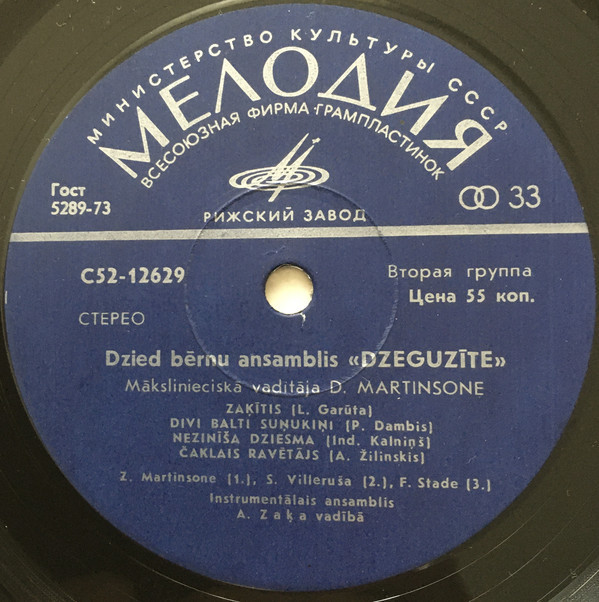 МИНИСТЕРСТВО КУЛЬТУРЫ СССР
МЕЛОДИЯ
ВСЕСОЮЗНАЯ ФИРМА ГРАМПЛАСТИНОК
Гост
5289-73
33
РИЖСКИЙ ЗАВОД
С52-12629
Вторая группа
Цена 55 коп.
СТЕРЕО
Dzied bērnu ansamblis «DZEGUZĪTE»
Mākslinieciskā vadītāja D. MARTINSONE
ZAĶĪTIS (L. Garūta)
DIVI BALTI SUŅUKIŅI (P. Dambis)
NEZINĪŠA DZIESMA (Ind. Kalniņš)
ČAKLAIS RAVĒTĀJS (A. Žilinskis)
Z. Martinsone (1.), S. Villeruša (2.), F. Stade (3.)
Instrumentālais ansamblis
A. Zaķa vadībā